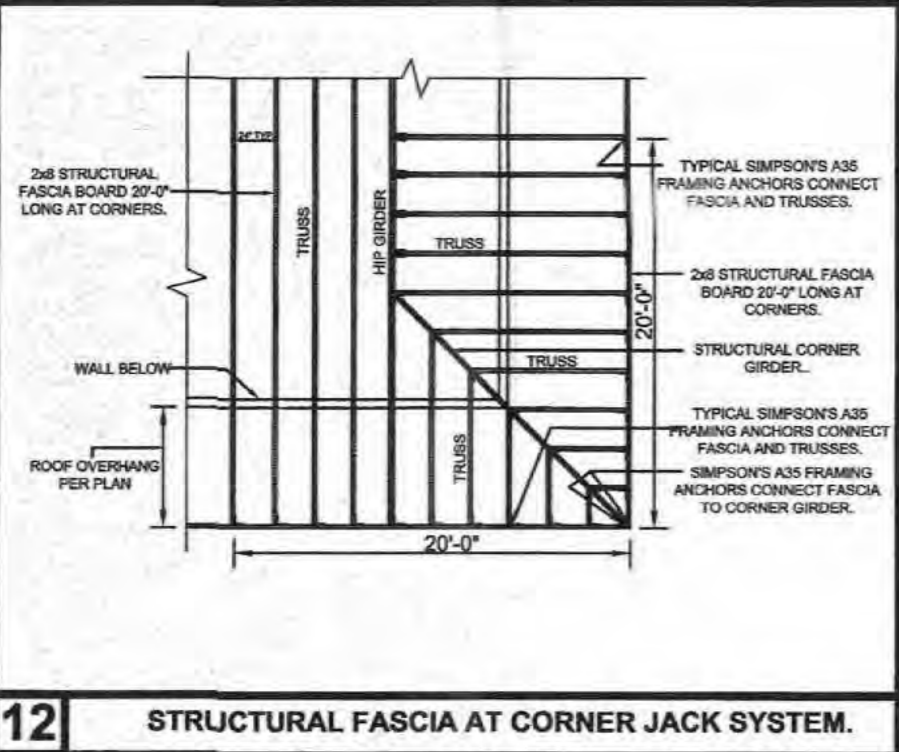 24" TYP
2x8 STRUCTURAL
FASCIA BOARD 20'-0"
LONG AT CORNERS.
TRUSS
HIP GIRDER
TRUSS
TYPICAL SIMPSON'S A35
FRAMING ANCHORS CONNECT
FASCIA AND TRUSSES.
2x8 STRUCTURAL FASCIA
BOARD 20'-0" LONG AT
CORNERS.
20'-0"
STRUCTURAL CORNER
GIRDER.
WALL BELOW
TRUSS
TYPICAL SIMPSON'S A35
FRAMING ANCHORS CONNECT
FASCIA AND TRUSSES.
ROOF OVERHANG
PER PLAN
TRUSS
SIMPSON'S A35 FRAMING
ANCHORS CONNECT FASCIA
TO CORNER GIRDER.
20'-0"
12
STRUCTURAL FASCIA AT CORNER JACK SYSTEM.